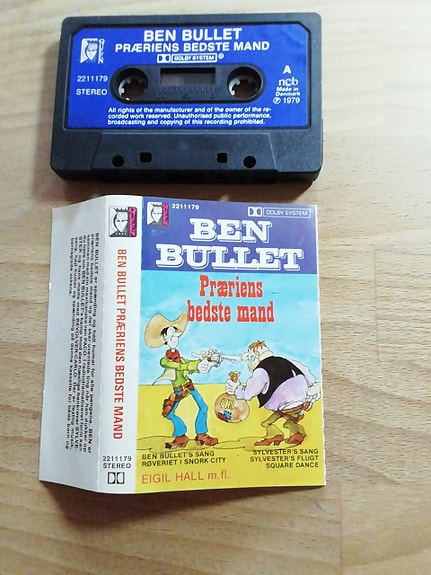 BEN BULLET
PRÆRIENS BEDSTE MAND
DOLBY SYSTEM ®
2211179
STEREO
A
ncb
Made in
Denmark
℗ 1979
All rights of the manufacturer and of the owner of the re-
corded work reserved. Unauthorised public performance,
broadcasting and copying of this recording prohibited.
2211179
DOLBY SYSTEM
BEN
BULLET
Præriens
bedste mand
BEN BULLET'S SANG
RØVERIET I SNORK CITY
SYLVESTER'S SANG
SYLVESTER'S FLUGT
SQUARE DANCE
EIGIL HALL m.fl.
BEN BULLET PRÆRIENS BEDSTE MAND
2211179
STEREO